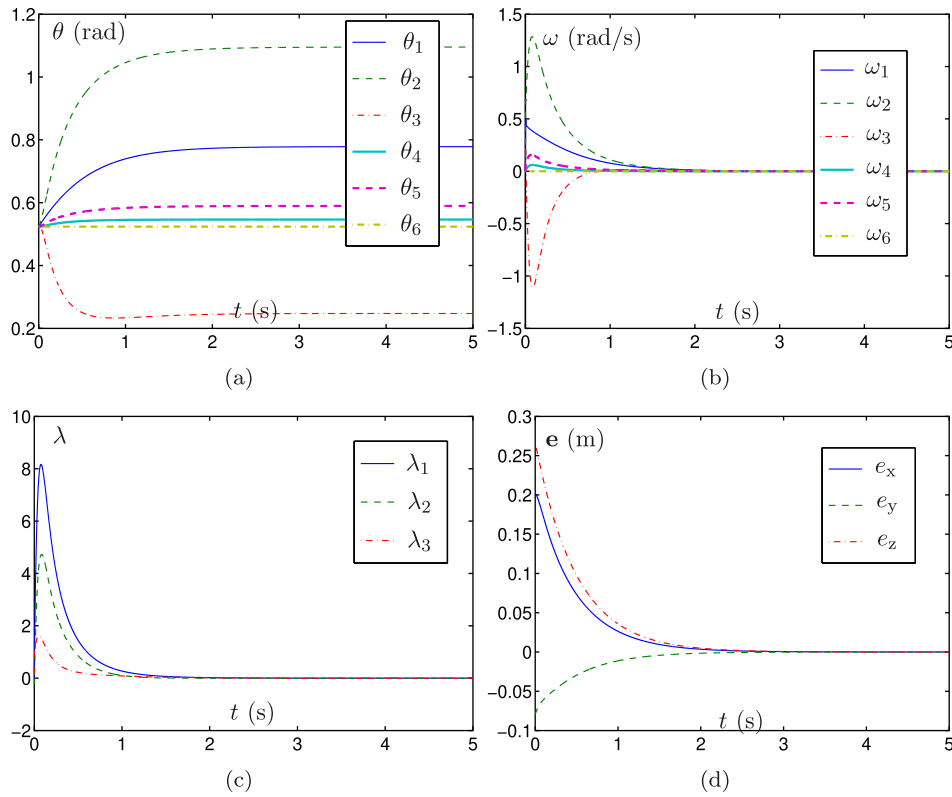 θ (rad)
1.2
1
0.8
0.6
0.4
0.2
θ₁
θ₂
θ₃
θ₄
θ₅
θ₆
t (s)
0 1 2 3 4 5
(a)
ω (rad/s)
1.5
1
0.5
0
−0.5
−1
−1.5
ω₁
ω₂
ω₃
ω₄
ω₅
ω₆
t (s)
0 1 2 3 4 5
(b)
λ
10
8
6
4
2
0
−2
λ₁
λ₂
λ₃
t (s)
0 1 2 3 4 5
(c)
e (m)
0.3
0.25
0.2
0.15
0.1
0.05
0
−0.05
−0.1
eₓ
e_y
e_z
t (s)
0 1 2 3 4 5
(d)